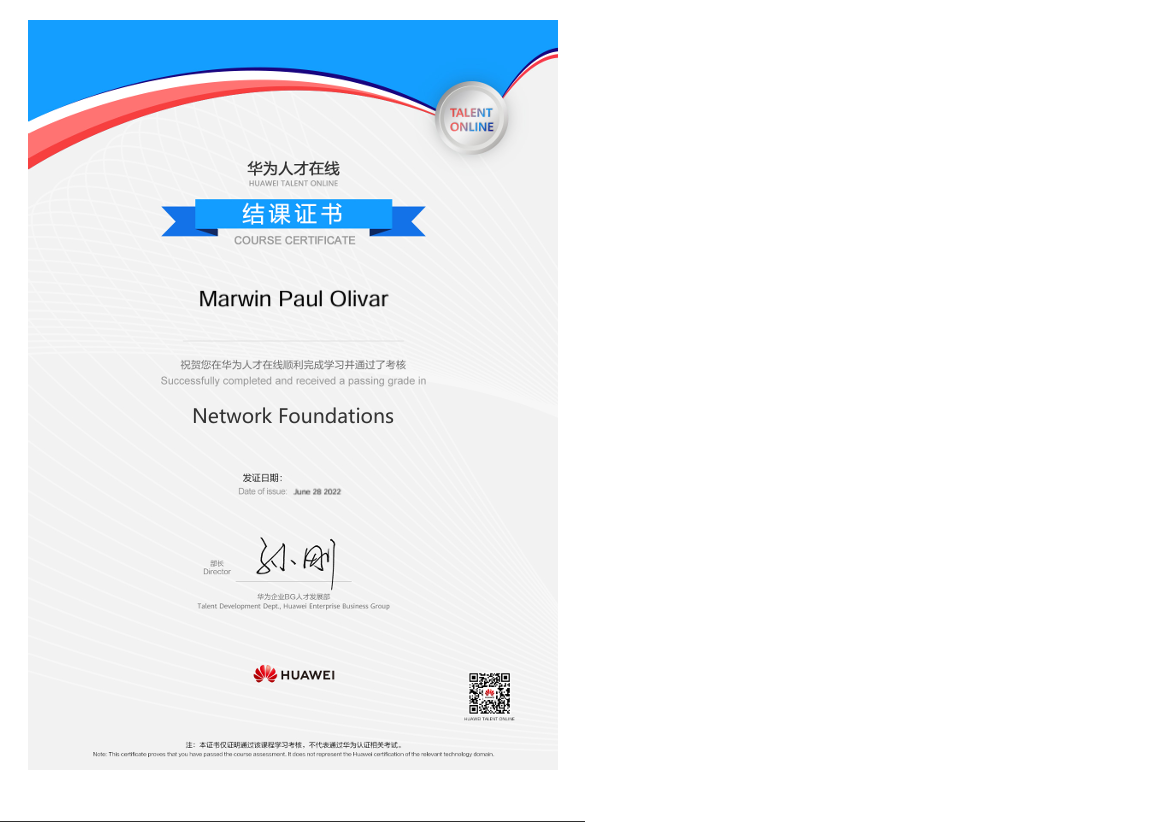 TALENT
ONLINE
华为人才在线
HUAWEI TALENT ONLINE
结课证书
COURSE CERTIFICATE
Marwin Paul Olivar
祝贺您在华为人才在线顺利完成学习并通过了考核
Successfully completed and received a passing grade in
Network Foundations
发证日期：
Date of issue: June 28 2022
部长
Director
华为企业BG人才发展部
Talent Development Dept., Huawei Enterprise Business Group
HUAWEI
HUAWEI TALENT ONLINE
注：本证书仅证明通过该课程学习考核，不代表通过华为认证相关考试。
Note: This certificate proves that you have passed the course assessment. It does not represent the Huawei certification of the relevant technology domain.